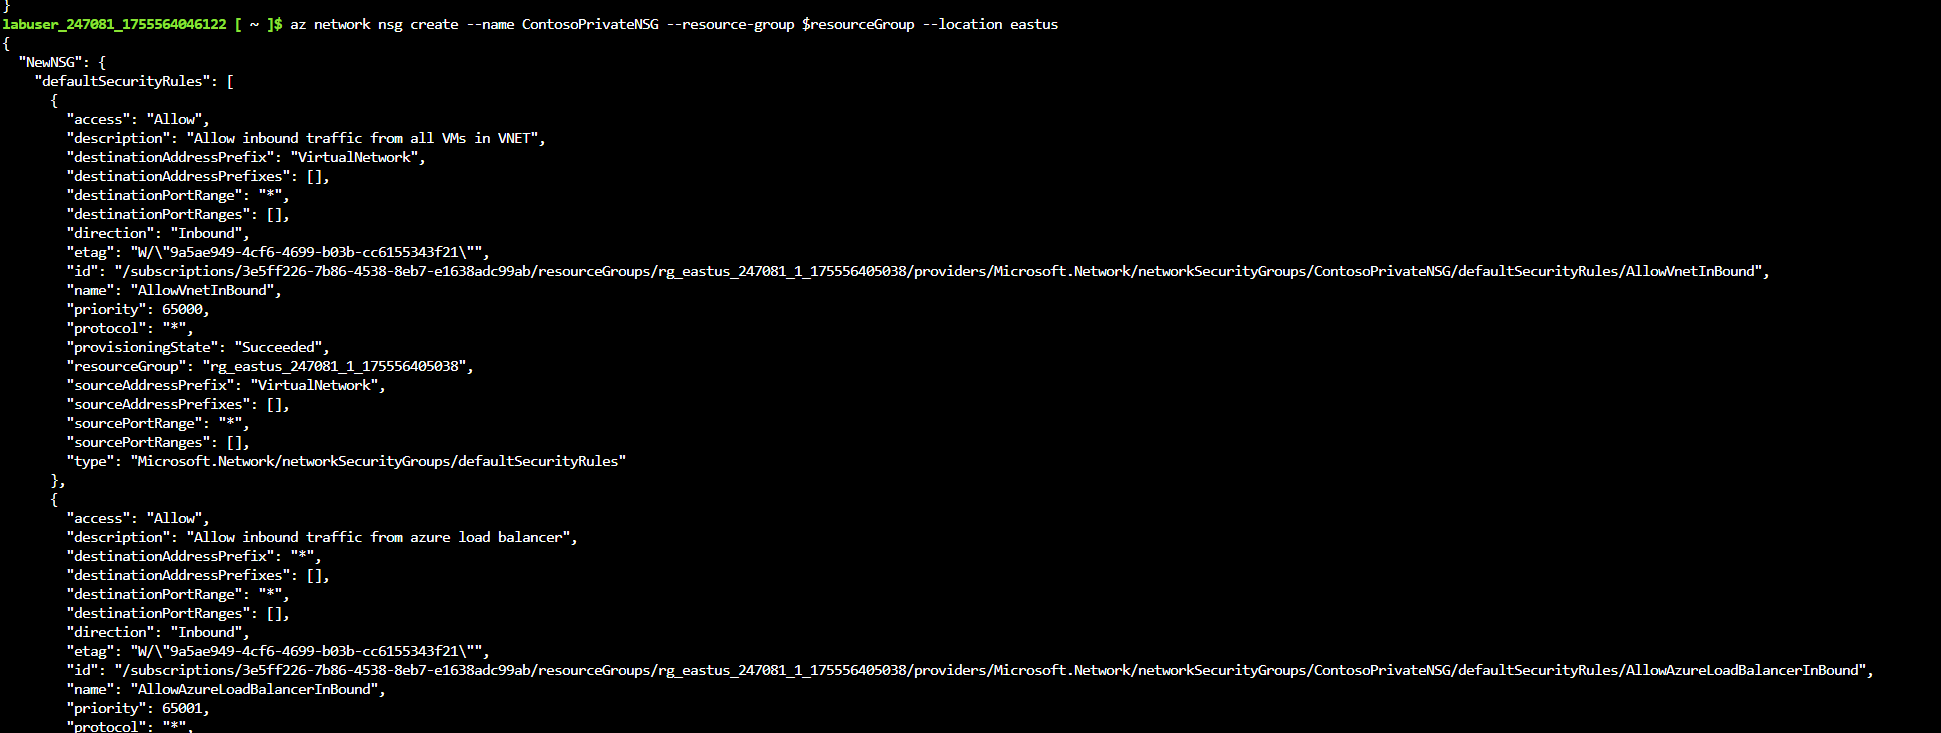 }
labuser_247081_1755564046122 [ ~ ]$ az network nsg create --name ContosoPrivateNSG --resource-group $resourceGroup --location eastus
{
  "NewNSG": {
    "defaultSecurityRules": [
      {
        "access": "Allow",
        "description": "Allow inbound traffic from all VMs in VNET",
        "destinationAddressPrefix": "VirtualNetwork",
        "destinationAddressPrefixes": [],
        "destinationPortRange": "*",
        "destinationPortRanges": [],
        "direction": "Inbound",
        "etag": "W/\"9a5ae949-4cf6-4699-b03b-cc6155343f21\"",
        "id": "/subscriptions/3e5ff226-7b86-4538-8eb7-e1638adc99ab/resourceGroups/rg_eastus_247081_1_175556405038/providers/Microsoft.Network/networkSecurityGroups/ContosoPrivateNSG/defaultSecurityRules/AllowVnetInBound",
        "name": "AllowVnetInBound",
        "priority": 65000,
        "protocol": "*",
        "provisioningState": "Succeeded",
        "resourceGroup": "rg_eastus_247081_1_175556405038",
        "sourceAddressPrefix": "VirtualNetwork",
        "sourceAddressPrefixes": [],
        "sourcePortRange": "*",
        "sourcePortRanges": [],
        "type": "Microsoft.Network/networkSecurityGroups/defaultSecurityRules"
      },
      {
        "access": "Allow",
        "description": "Allow inbound traffic from azure load balancer",
        "destinationAddressPrefix": "*",
        "destinationAddressPrefixes": [],
        "destinationPortRange": "*",
        "destinationPortRanges": [],
        "direction": "Inbound",
        "etag": "W/\"9a5ae949-4cf6-4699-b03b-cc6155343f21\"",
        "id": "/subscriptions/3e5ff226-7b86-4538-8eb7-e1638adc99ab/resourceGroups/rg_eastus_247081_1_175556405038/providers/Microsoft.Network/networkSecurityGroups/ContosoPrivateNSG/defaultSecurityRules/AllowAzureLoadBalancerInBound",
        "name": "AllowAzureLoadBalancerInBound",
        "priority": 65001,
        "protocol": "*",